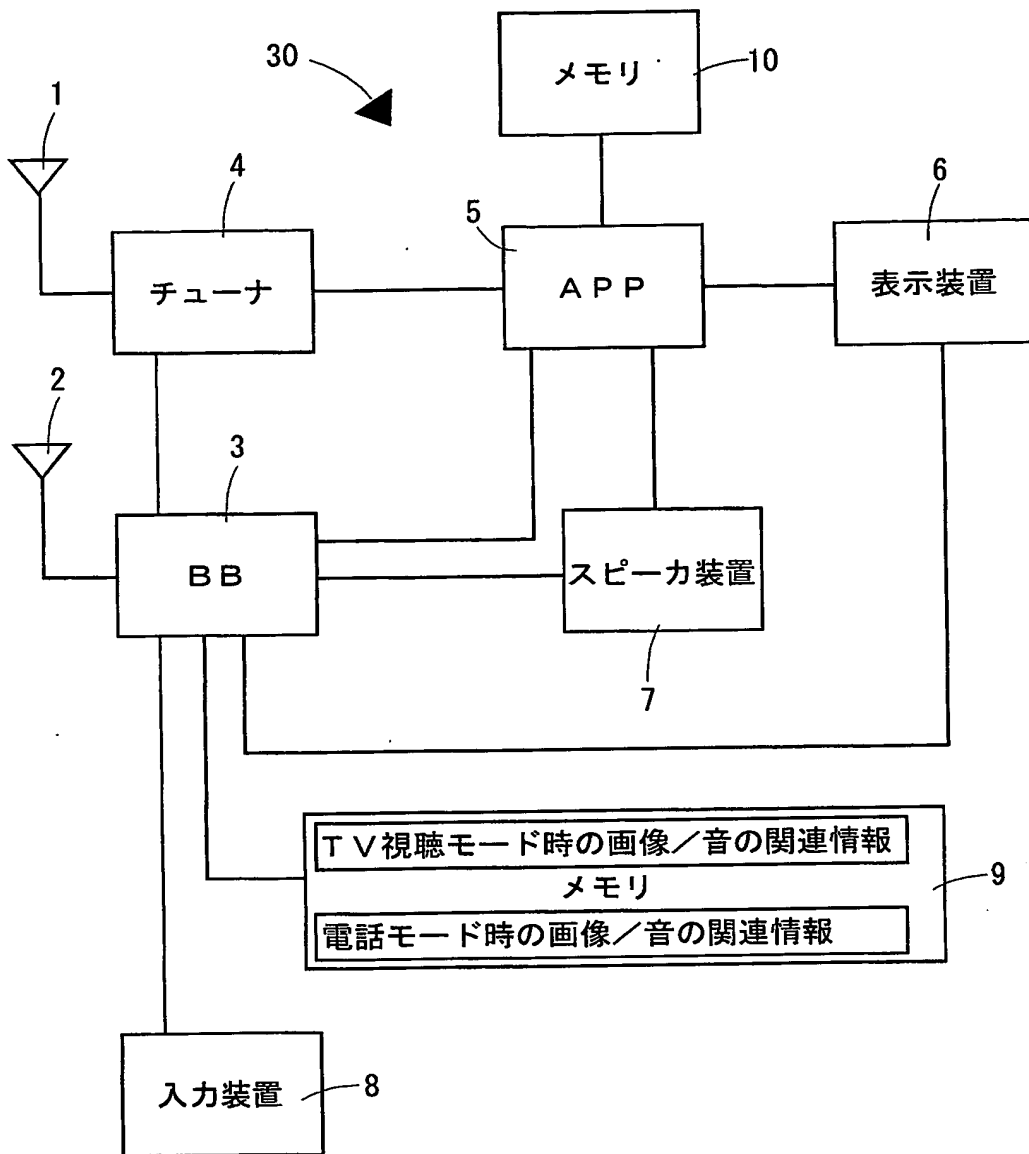 30
メモリ
10
1
4
5
6
チューナ
APP
表示装置
2
3
BB
スピーカ装置
7
TV視聴モード時の画像/音の関連情報
メモリ
9
電話モード時の画像/音の関連情報
入力装置
8